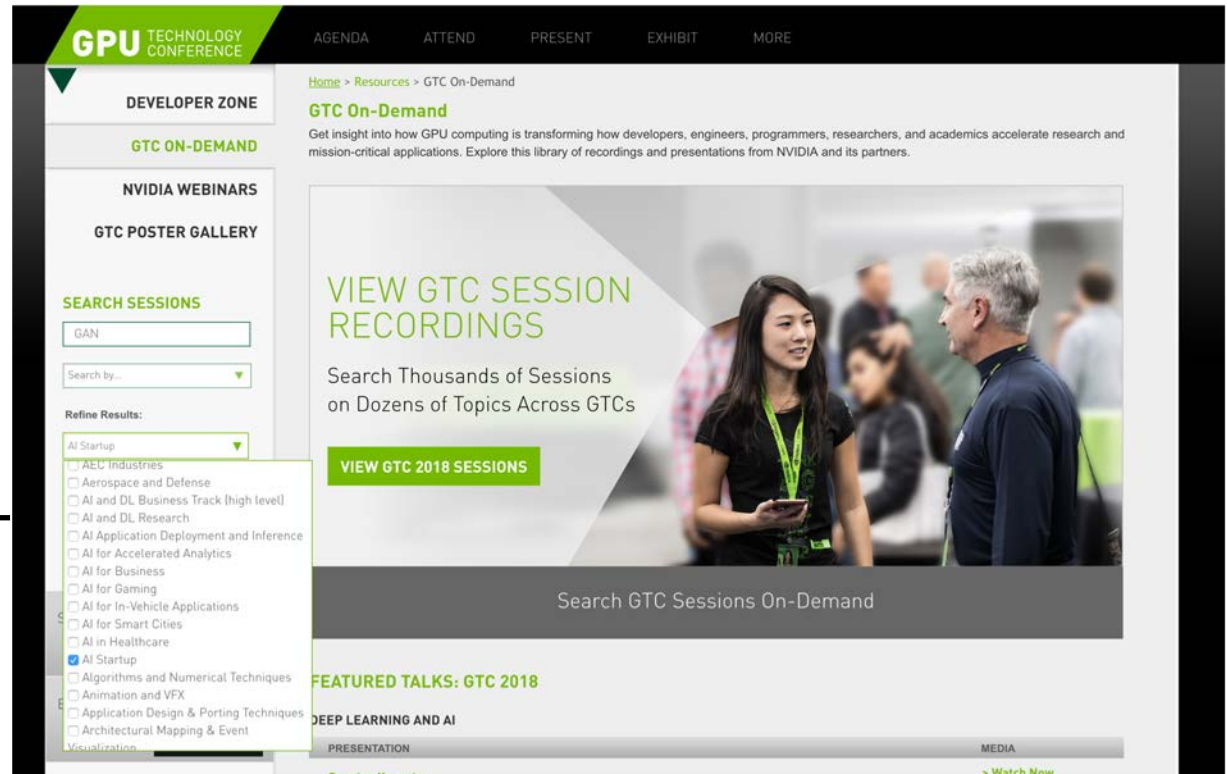 GPU TECHNOLOGY
CONFERENCE
AGENDA ATTEND PRESENT EXHIBIT MORE
DEVELOPER ZONE
GTC ON-DEMAND
NVIDIA WEBINARS
GTC POSTER GALLERY
SEARCH SESSIONS
GAN
Search by...
Refine Results:
AI Startup
AEC Industries
Aerospace and Defense
AI and DL Business Track (high level)
AI and DL Research
AI Application Deployment and Inference
AI for Accelerated Analytics
AI for Business
AI for Gaming
AI for In-Vehicle Applications
AI for Smart Cities
AI in Healthcare
AI Startup
Algorithms and Numerical Techniques
Animation and VFX
Application Design & Porting Techniques
Architectural Mapping & Event
Visualization
Home > Resources > GTC On-Demand
GTC On-Demand
Get insight into how GPU computing is transforming how developers, engineers, programmers, researchers, and academics accelerate research and
mission-critical applications. Explore this library of recordings and presentations from NVIDIA and its partners.
VIEW GTC SESSION
RECORDINGS
Search Thousands of Sessions
on Dozens of Topics Across GTCs
VIEW GTC 2018 SESSIONS
Search GTC Sessions On-Demand
FEATURED TALKS: GTC 2018
DEEP LEARNING AND AI
PRESENTATION MEDIA
> Watch Now